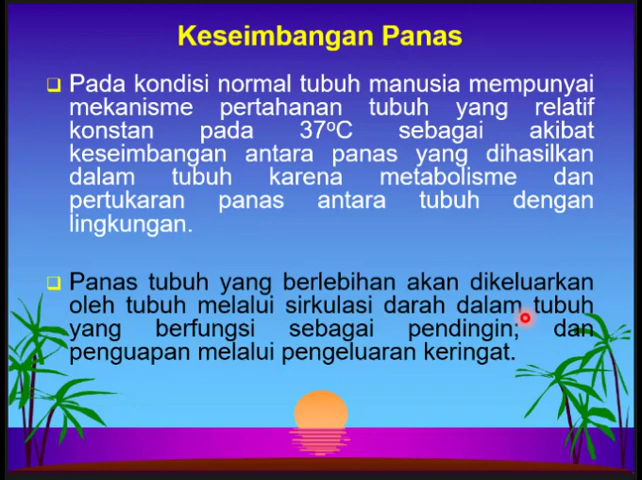 Keseimbangan Panas
Pada kondisi normal tubuh manusia mempunyai
mekanisme pertahanan tubuh yang relatif
konstan pada 37ºC sebagai akibat
keseimbangan antara panas yang dihasilkan
dalam tubuh karena metabolisme dan
pertukaran panas antara tubuh dengan
lingkungan.
Panas tubuh yang berlebihan akan dikeluarkan
oleh tubuh melalui sirkulasi darah dalam tubuh
yang berfungsi sebagai pendingin; dan
penguapan melalui pengeluaran keringat.